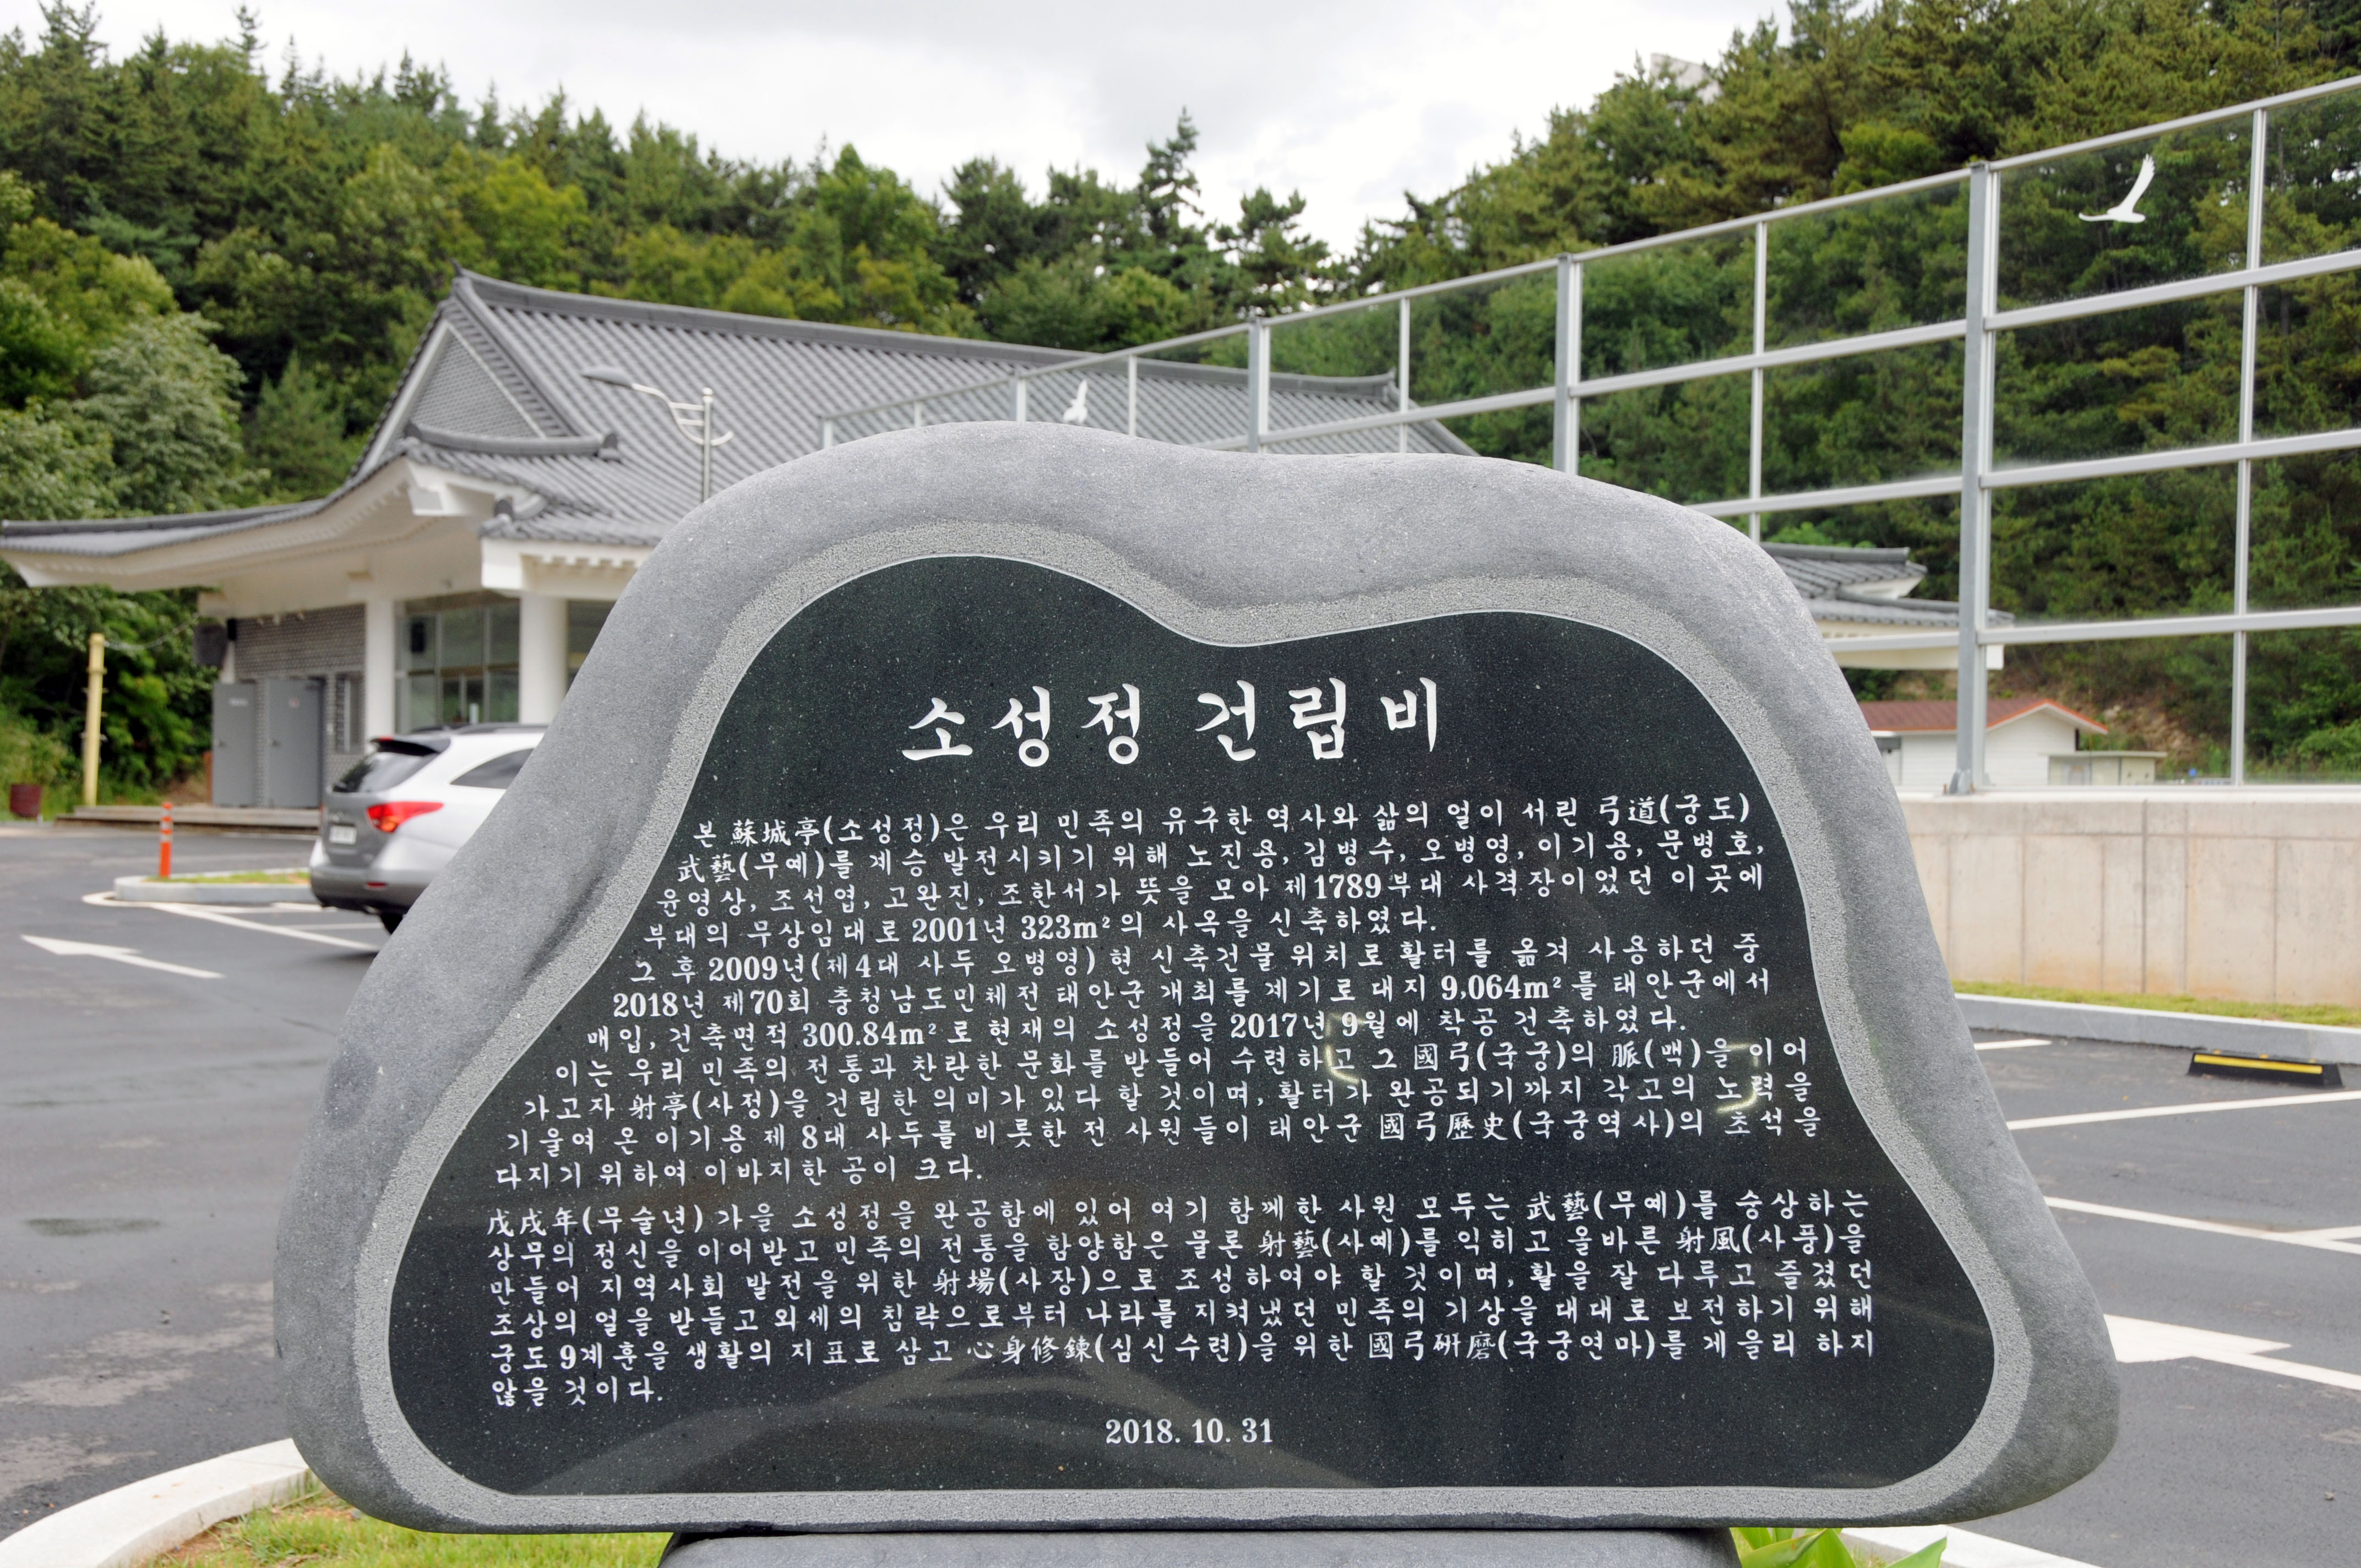 소성정 건립비
본 蘇城亭(소성정)은 우리 민족의 유구한 역사와 삶의 얼이 서린 弓道(궁도)
武藝(무예)를 계승 발전시키기 위해 노진용, 김병수, 오병영, 이기용, 문병호,
윤영상, 조선엽, 고완진, 조한서가 뜻을 모아 제1789부대 사격장이었던 이 곳에
부대의 무상임대로 2001년 323m²의 사옥을 신축하였다.
그 후 2009년(제4대 사두 오병영) 현 신축건물위치로 활터를 옮겨 사용하던 중
2018년 제70회 충청남도민체전 태안군 개최를 계기로 대지 9,064m²를 태안군에서
매입, 건축면적 300.84m²로 현재의 소성정을 2017년 9월에 착공 건축하였다.
이는 우리 민족의 전통과 찬란한 문화를 받들어 수련하고 그 國弓(국궁)의 脈(맥)을 이어
가고자 射亭(사정)을 건립한 의미가 있다 할 것이며, 활터가 완공되기까지 각고의 노력을
기울여 온 이기용 제 8대 사두를 비롯한 전 사원들이 태안군 國弓歷史(국궁역사)의 초석을
다지기 위하여 이바지한 공이 크다.
戊戌年(무술년) 가을 소성정을 완공함에 있어 여기 함께한 사원 모두는 武藝(무예)를 숭상하는
상무의 정신을 이어받고 민족의 전통을 함양함은 물론 射藝(사예)를 익히고 올바른 射風(사풍)을
만들어 지역사회 발전을 위한 射場(사장)으로 조성하여야 할 것이며, 활을 잘 다루고 즐겼던
조상의 얼을 받들고 외세의 침략으로부터 나라를 지켜냈던 민족의 기상을 대대로 보전하기 위해
궁도 9계훈을 생활의 지표로 삼고 心身修鍊(심신수련)을 위한 國弓硏磨(국궁연마)를 게을리 하지
않을 것이다.
2018. 10. 31